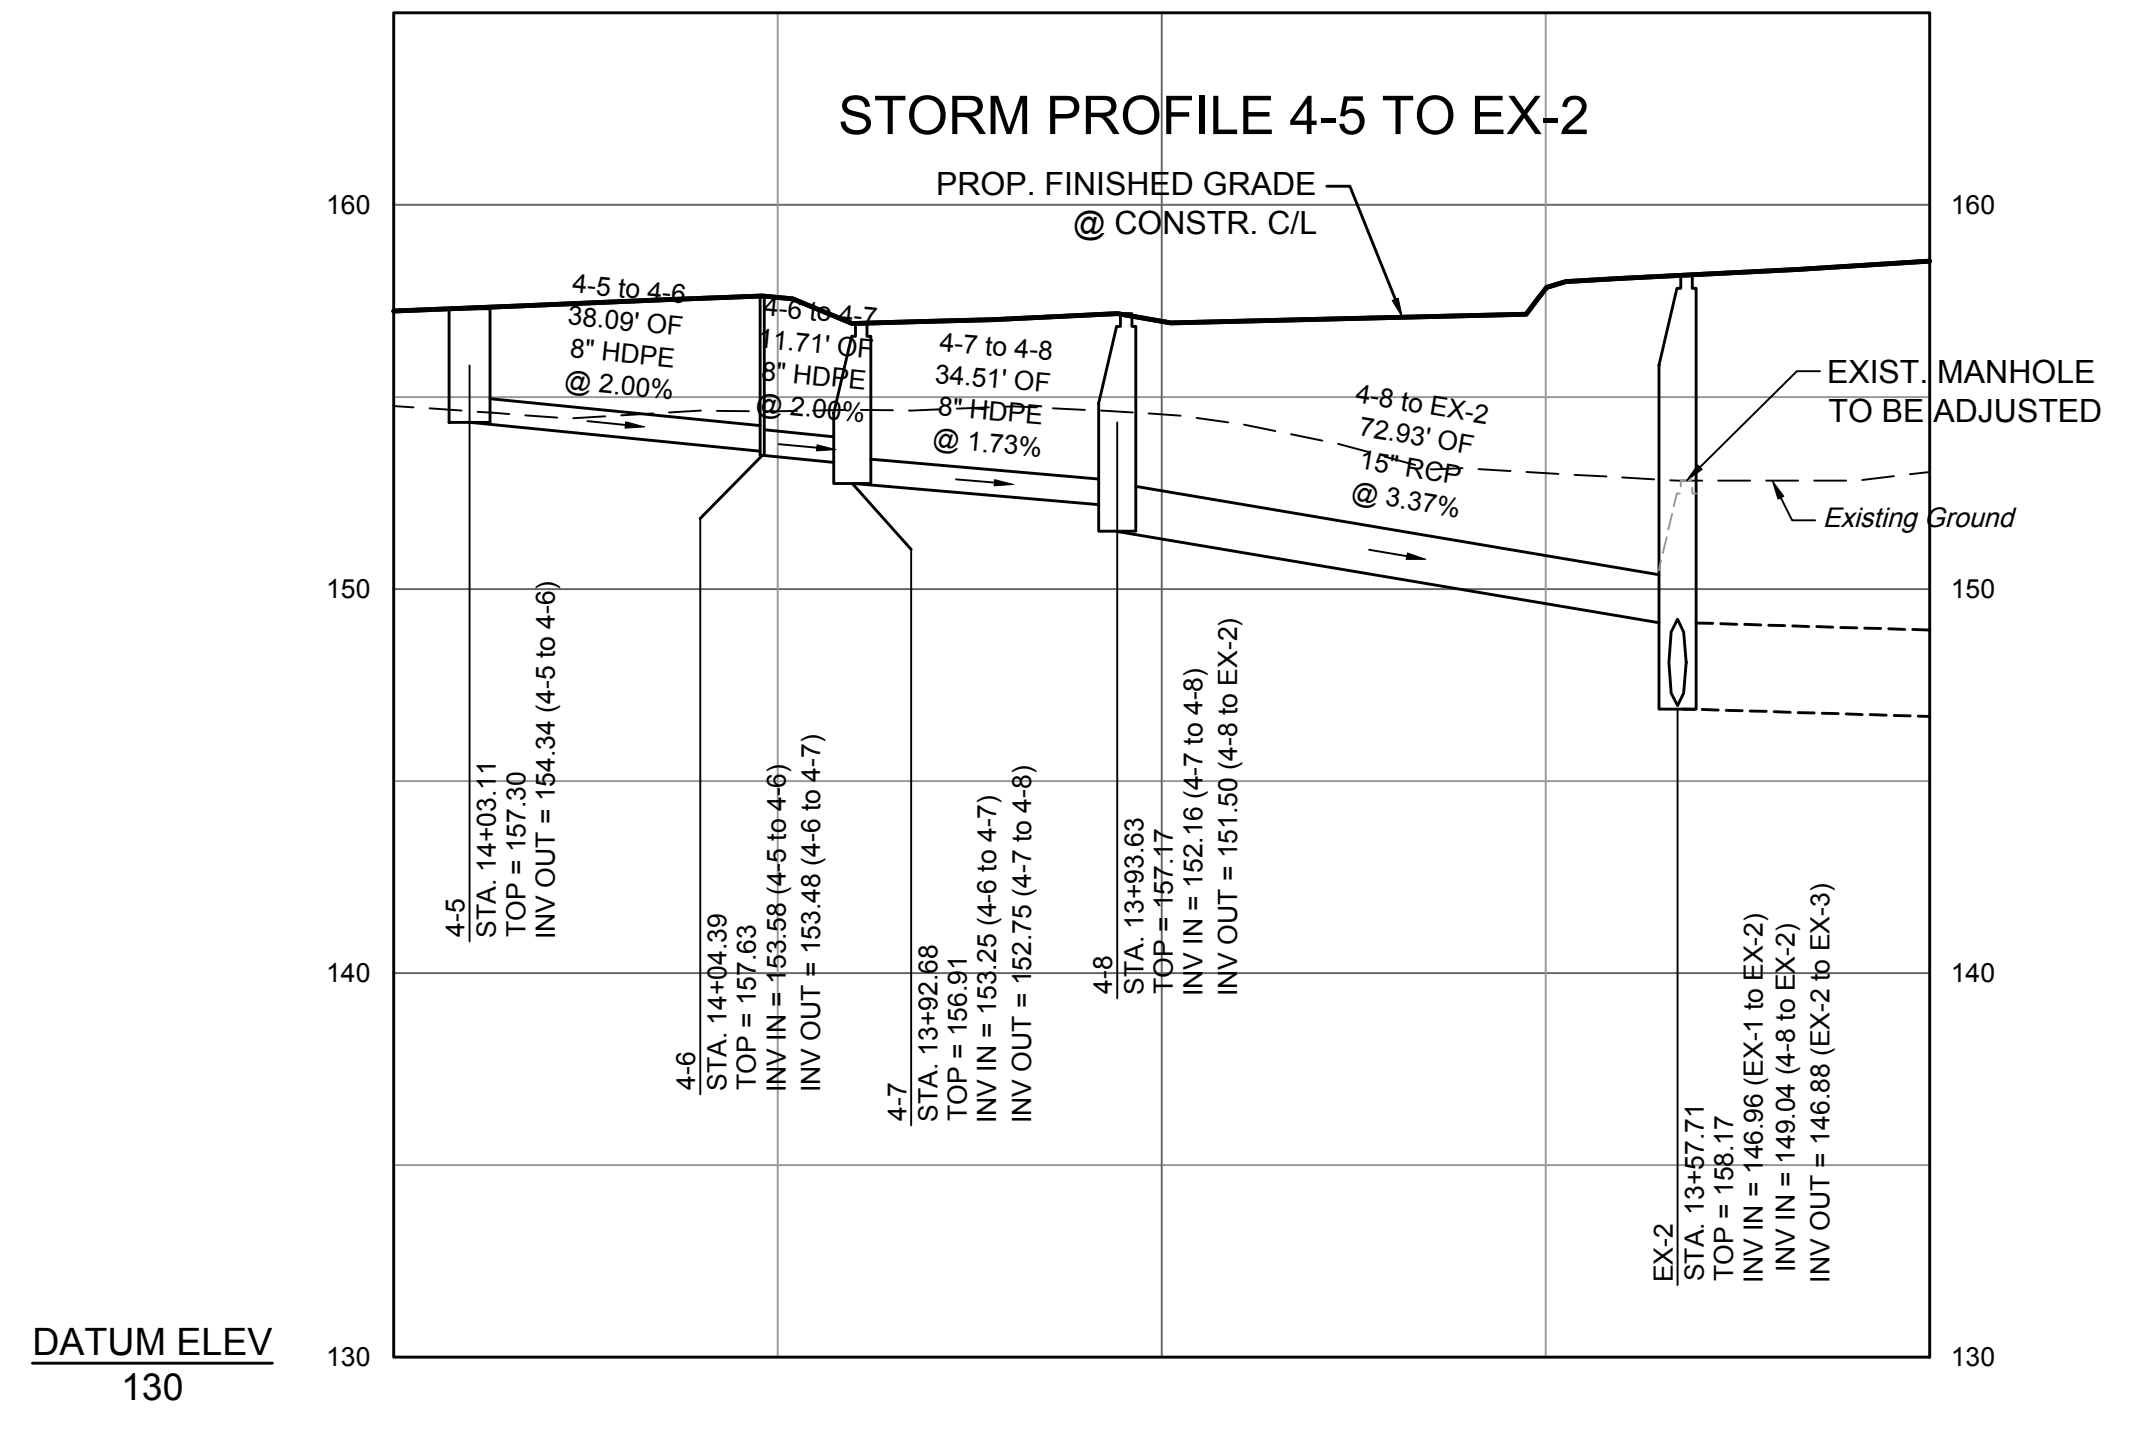 STORM PROFILE 4-5 TO EX-2
PROP. FINISHED GRADE
@ CONSTR. C/L
160
160
4-5 to 4-6
38.09' OF
8" HDPE
@ 2.00%
4-6 to 4-7
11.71' OF
8" HDPE
@ 2.00%
4-7 to 4-8
34.51' OF
8" HDPE
@ 1.73%
4-8 to EX-2
72.93' OF
15" RCP
@ 3.37%
EXIST. MANHOLE
TO BE ADJUSTED
Existing Ground
150
150
4-5
STA. 14+03.11
TOP = 157.30
INV OUT = 154.34 (4-5 to 4-6)
4-6
STA. 14+04.39
TOP = 157.63
INV IN = 153.58 (4-5 to 4-6)
INV OUT = 153.48 (4-6 to 4-7)
4-7
STA. 13+92.68
TOP = 156.91
INV IN = 153.25 (4-6 to 4-7)
INV OUT = 152.75 (4-7 to 4-8)
4-8
STA. 13+93.63
TOP = 157.17
INV IN = 152.16 (4-7 to 4-8)
INV OUT = 151.50 (4-8 to EX-2)
EX-2
STA. 13+57.71
TOP = 158.17
INV IN = 146.96 (EX-1 to EX-2)
INV IN = 149.04 (4-8 to EX-2)
INV OUT = 146.88 (EX-2 to EX-3)
140
140
DATUM ELEV
130
130
130